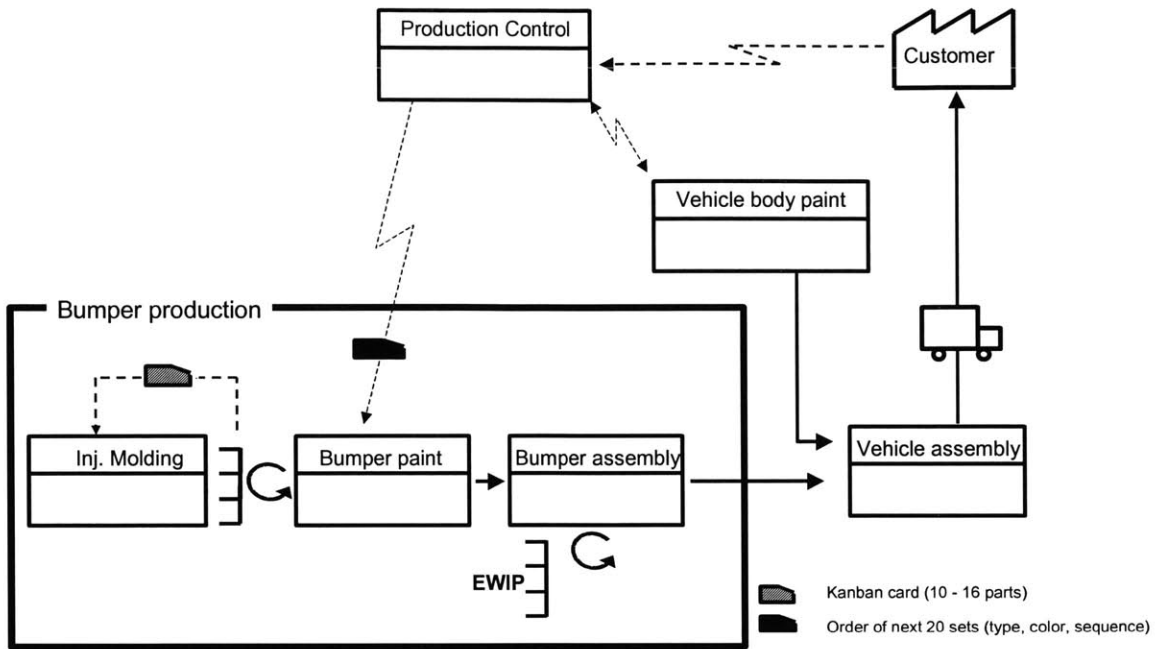 Production Control
Customer
Vehicle body paint
Bumper production
Inj. Molding
Bumper paint
Bumper assembly
Vehicle assembly
EWIP
Kanban card (10 - 16 parts)
Order of next 20 sets (type, color, sequence)